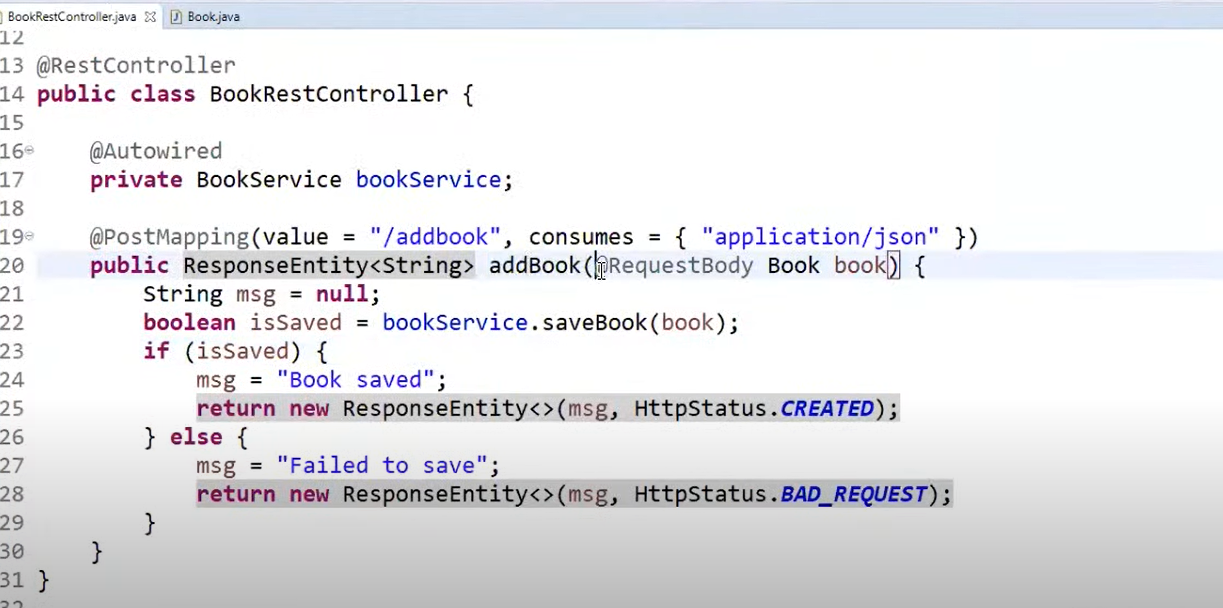 BookRestController.java Book.java
12
13 @RestController
14 public class BookRestController {
15
16 @Autowired
17 private BookService bookService;
18
19 @PostMapping(value = "/addbook", consumes = { "application/json" })
20 public ResponseEntity<String> addBook(@RequestBody Book book) {
21 String msg = null;
22 boolean isSaved = bookService.saveBook(book);
23 if (isSaved) {
24 msg = "Book saved";
25 return new ResponseEntity<>(msg, HttpStatus.CREATED);
26 } else {
27 msg = "Failed to save";
28 return new ResponseEntity<>(msg, HttpStatus.BAD_REQUEST);
29 }
30 }
31 }
32